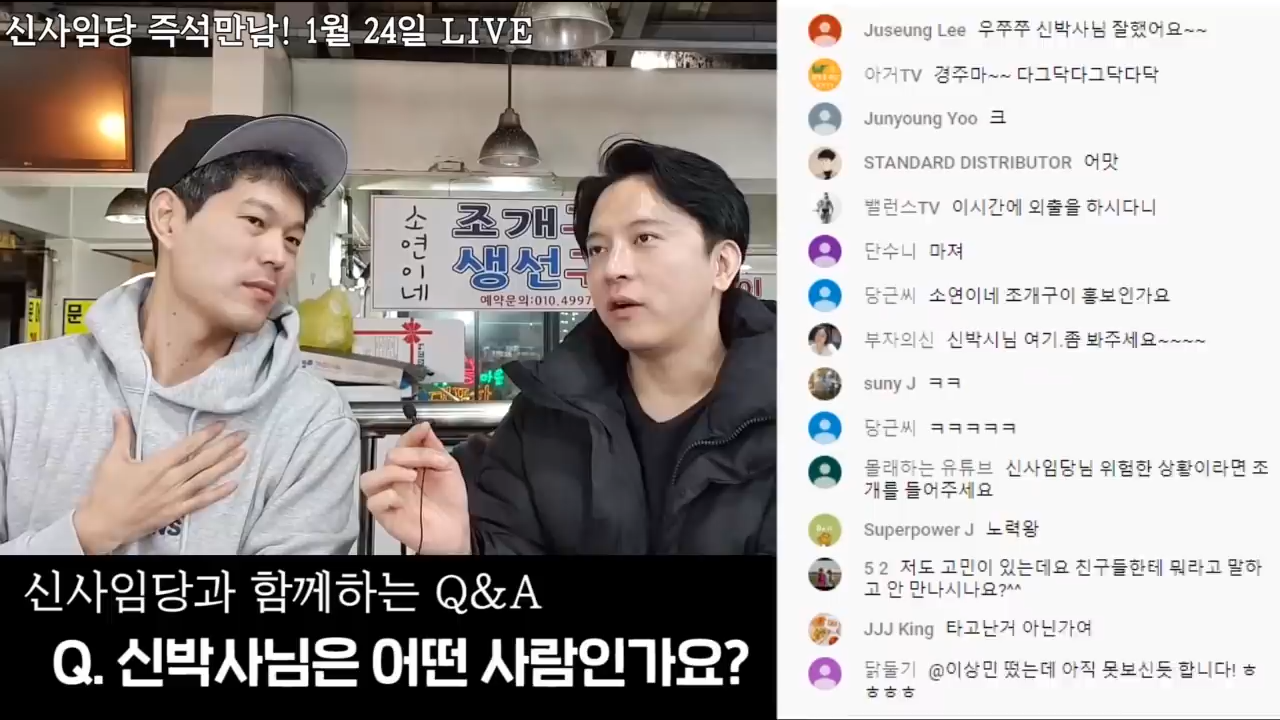 신사임당 즉석만남! 1월 24일 LIVE
소연이네
조개구
생선구
예약문의:010.4997
이
문
마을
신사임당과 함께하는 Q&A
Q. 신박사님은 어떤 사람인가요?
Juseung Lee 우쭈쭈 신박사님 잘했어요~~
아거TV 경주마~~ 다그닥다그닥다닥
Junyoung Yoo 크
STANDARD DISTRIBUTOR 어맛
밸런스TV 이시간에 외출을 하시다니
단수니 마져
당근씨 소연이네 조개구이 홍보인가요
부자의신 신박시님 여기.좀 봐주세요~~~~
suny J ㅋㅋ
당근씨 ㅋㅋㅋㅋㅋ
몰래하는 유튜브 신사임당님 위험한 상황이라면 조
개를 들어주세요
Superpower J 노력왕
5 2 저도 고민이 있는데요 친구들한테 뭐라고 말하
고 안 만나시나요?^^
JJJ King 타고난거 아닌가여
닭둘기 @이상민 떴는데 아직 못보신듯 합니다! ㅎ
ㅎㅎㅎ